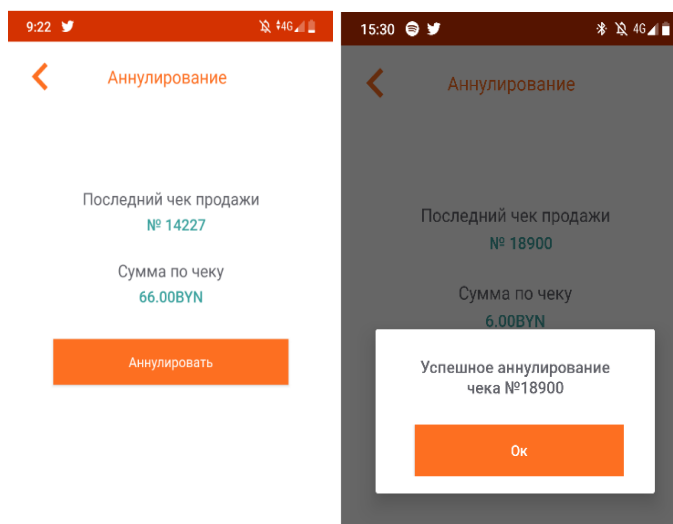 9:22
4G
Аннулирование
Последний чек продажи
№ 14227
Сумма по чеку
66.00BYN
Аннулировать
15:30
4G
Аннулирование
Последний чек продажи
№ 18900
Сумма по чеку
6.00BYN
Успешное аннулирование
чека №18900
Ок